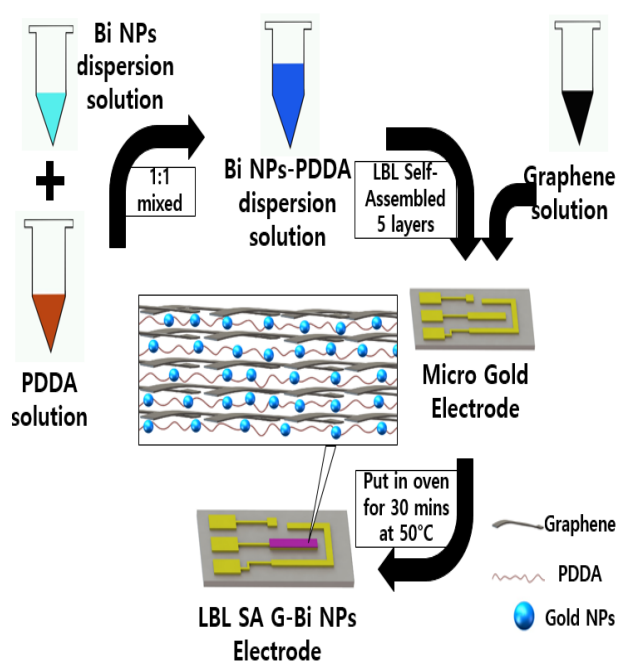 Bi NPs
dispersion
solution
+
1:1
mixed
Bi NPs-PDDA
dispersion
solution
LBL Self-
Assembled
5 layers
Graphene
solution
PDDA
solution
Micro Gold
Electrode
Put in oven
for 30 mins
at 50°C
LBL SA G-Bi NPs
Electrode
Graphene
PDDA
Gold NPs